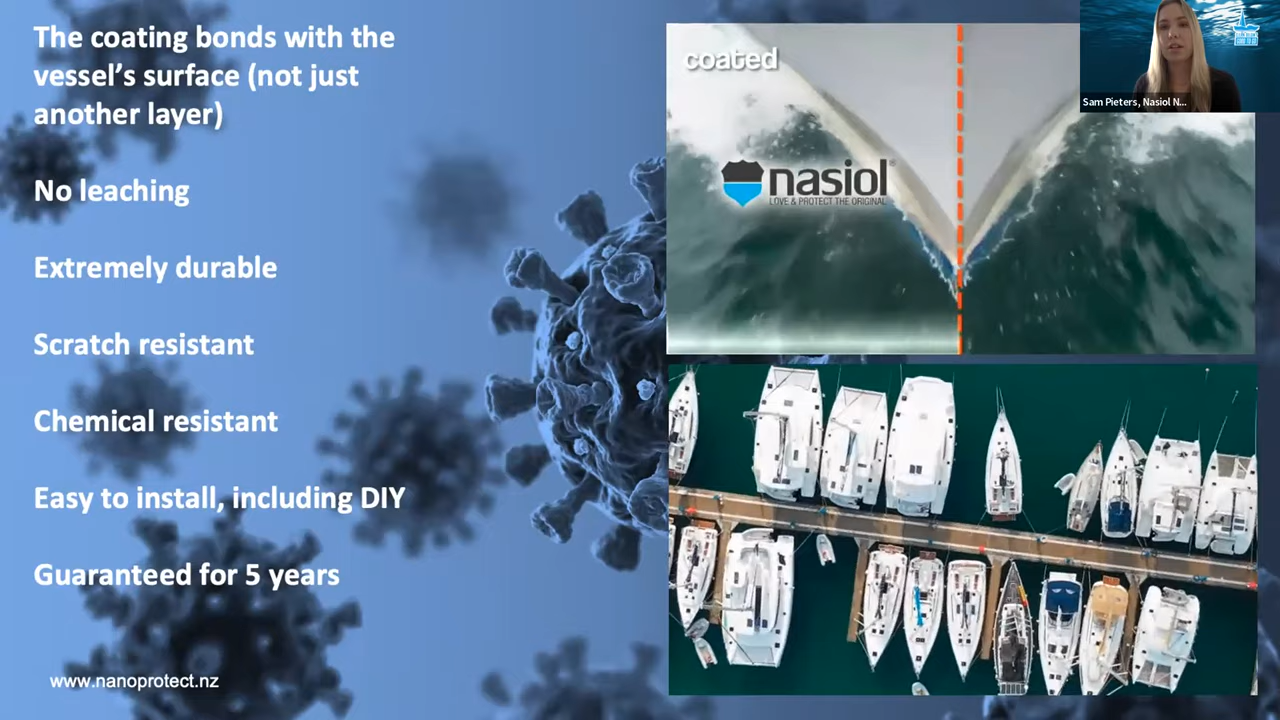 The coating bonds with the
vessel's surface (not just
another layer)
No leaching
Extremely durable
Scratch resistant
Chemical resistant
Easy to install, including DIY
Guaranteed for 5 years
www.nanoprotect.nz
coated
nasiol
LOVE & PROTECT THE ORIGINAL
Sam Pieters, Nasiol N...